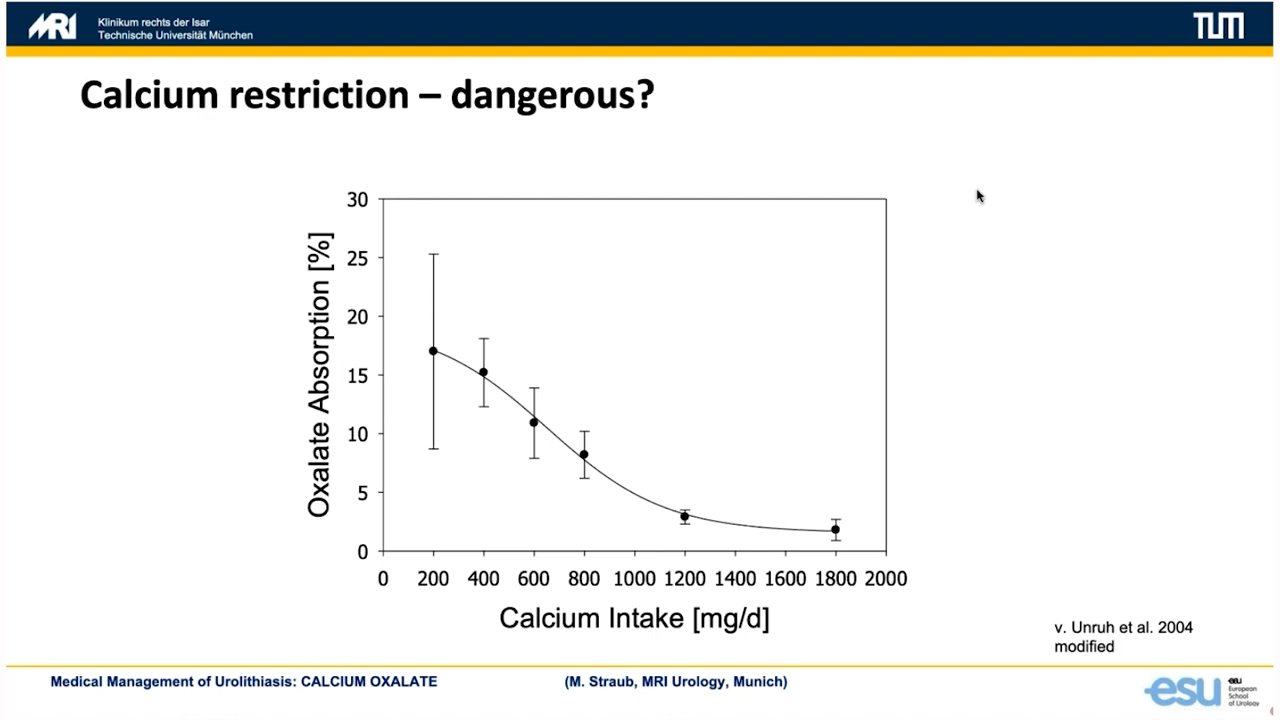 MRI
Klinikum rechts der Isar
Technische Universität München
TUM
Calcium restriction – dangerous?
30
25
20
15
10
5
0
Oxalate Absorption [%]
0 200 400 600 800 1000 1200 1400 1600 1800 2000
Calcium Intake [mg/d]
v. Unruh et al. 2004
modified
Medical Management of Urolithiasis: CALCIUM OXALATE
(M. Straub, MRI Urology, Munich)
esu
eau
European
School
of Urology